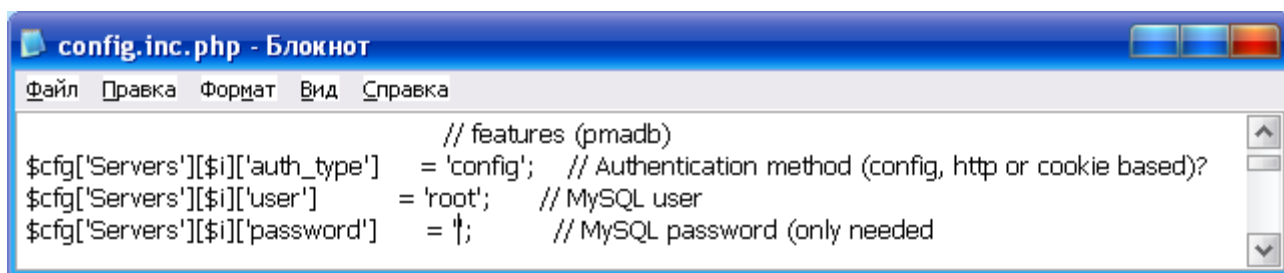 config.inc.php - Блокнот
Файл Правка Формат Вид Справка
// features (pmadb)
$cfg['Servers'][$i]['auth_type'] = 'config'; // Authentication method (config, http or cookie based)?
$cfg['Servers'][$i]['user'] = 'root'; // MySQL user
$cfg['Servers'][$i]['password'] = ''; // MySQL password (only needed